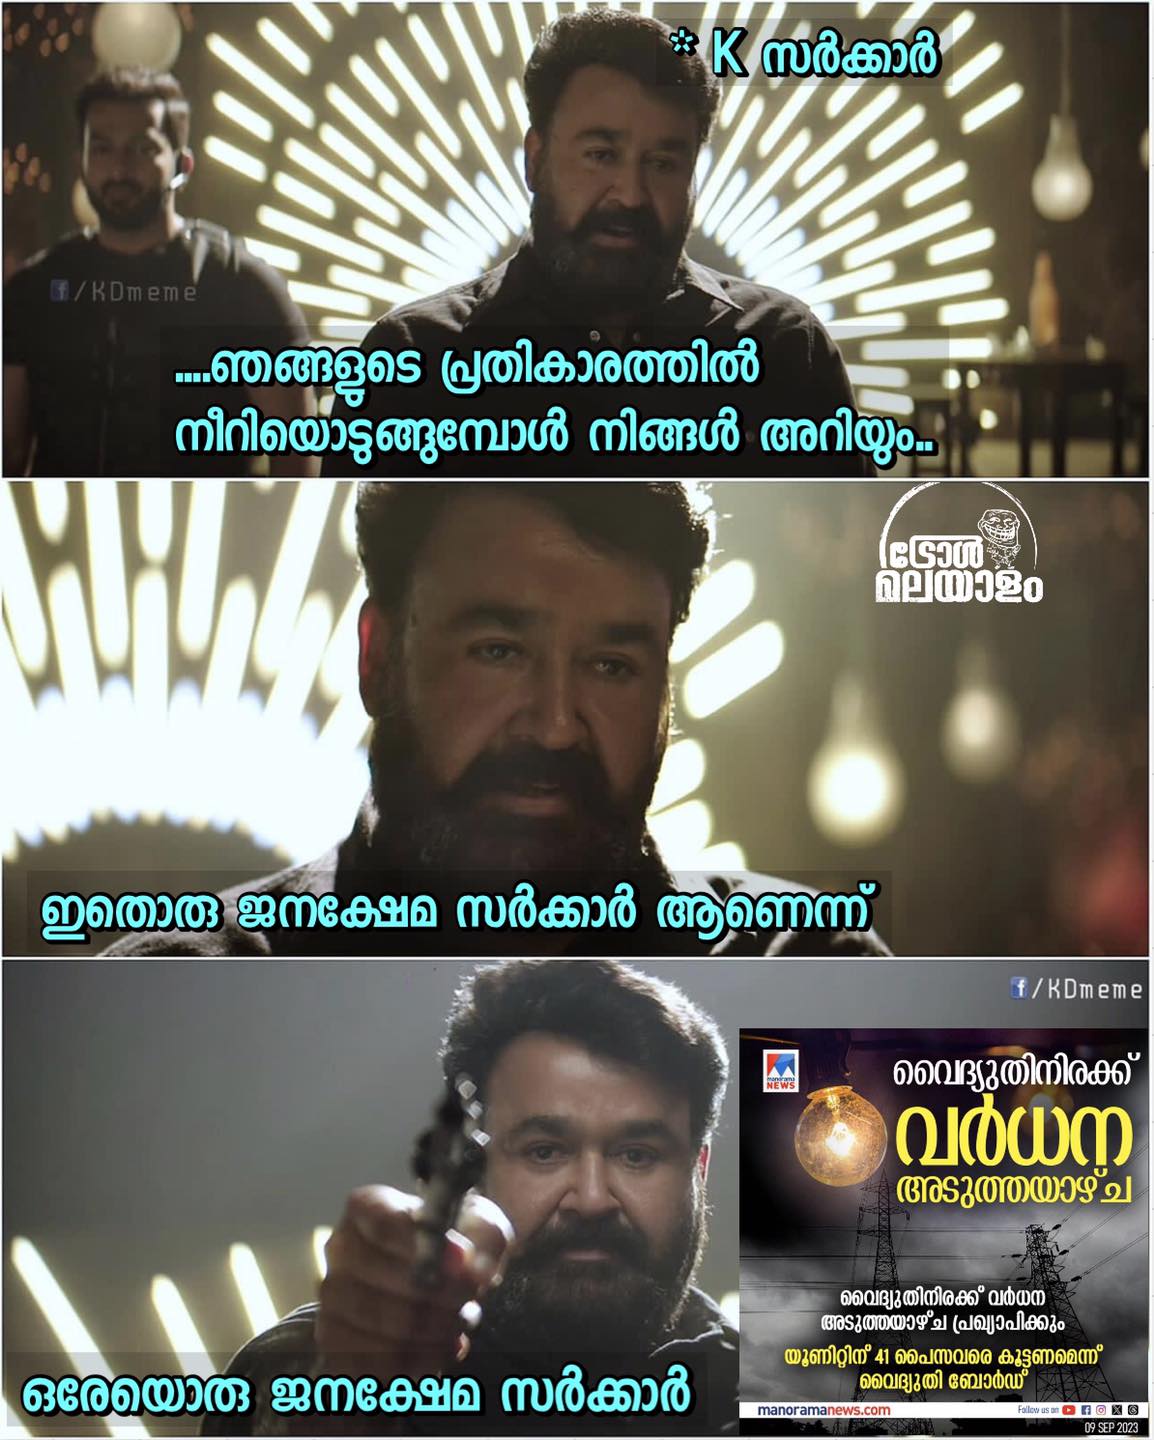 * K സർക്കാർ
f/KDmeme
....ഞങ്ങളുടെ പ്രതികാരത്തിൽ
നീറിയൊടുങ്ങുമ്പോൾ നിങ്ങൾ അറിയും..
ട്രോൾ
മലയാളം
ഇതൊരു ജനക്ഷേമ സർക്കാർ ആണെന്ന്
f/KDmeme
manorama
NEWS
വൈദ്യുതിനിരക്ക്
വർധന
അടുത്തയാഴ്ച
വൈദ്യുതിനിരക്ക് വർധന
അടുത്തയാഴ്ച പ്രഖ്യാപിക്കും
യൂണിറ്റിന് 41 പൈസവരെ കൂട്ടണമെന്ന്
വൈദ്യുതി ബോർഡ്
ഒരേയൊരു ജനക്ഷേമ സർക്കാർ
manoramanews.com
Follow us on
09 SEP 2023